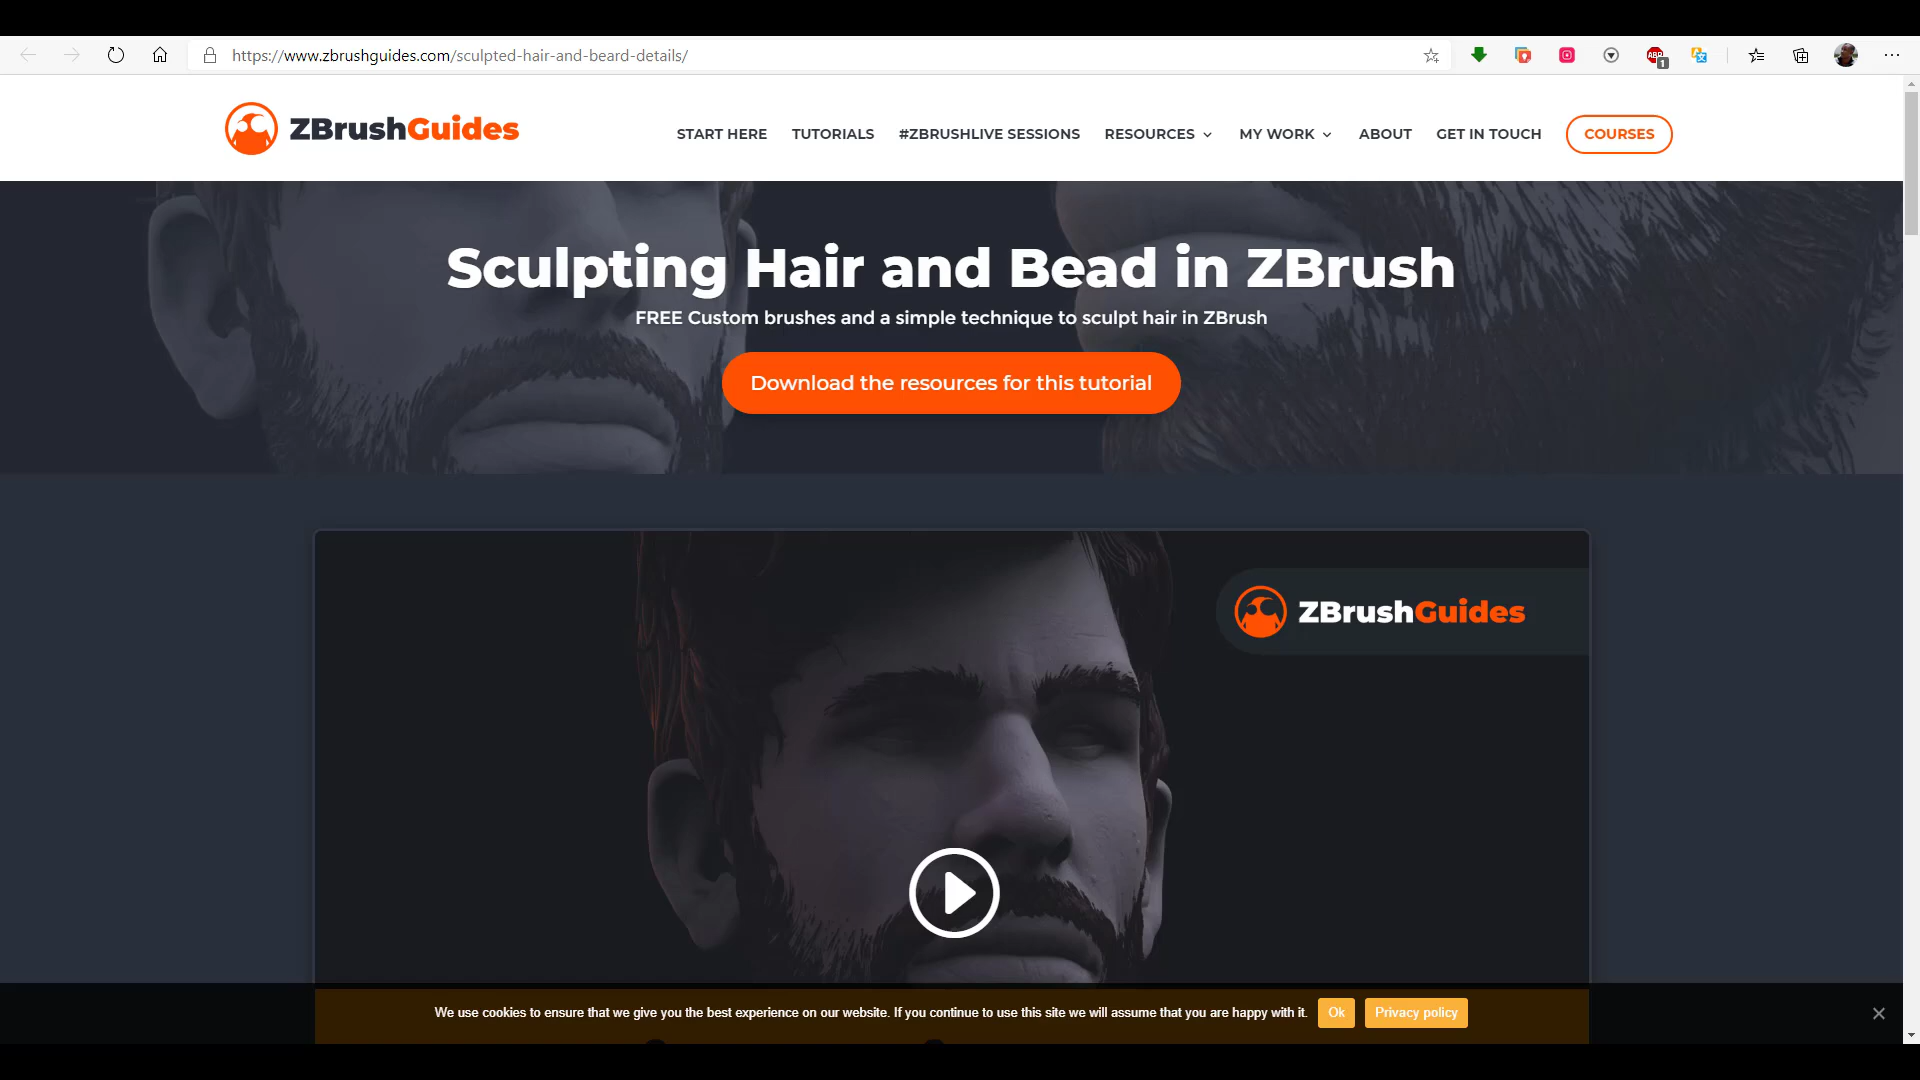 https://www.zbrushguides.com/sculpted-hair-and-beard-details/
ABP
1
ZBrushGuides
START HERE
TUTORIALS
#ZBRUSHLIVE SESSIONS
RESOURCES
MY WORK
ABOUT
GET IN TOUCH
COURSES
Sculpting Hair and Bead in ZBrush
FREE Custom brushes and a simple technique to sculpt hair in ZBrush
Download the resources for this tutorial
ZBrushGuides
We use cookies to ensure that we give you the best experience on our website. If you continue to use this site we will assume that you are happy with it.
Ok
Privacy policy